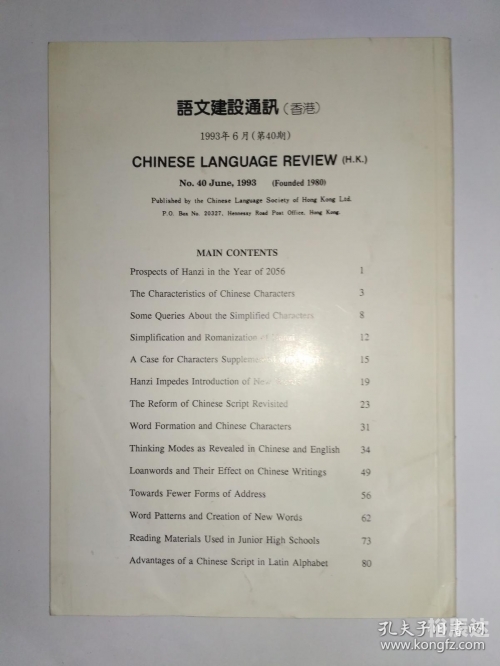 語文建設通訊(香港)
1993年6月(第40期)
CHINESE LANGUAGE REVIEW (H.K.)
No. 40 June, 1993 (Founded 1980)
Published by the Chinese Language Society of Hong Kong Ltd.
P.O. Box No. 20327, Hennessy Road Post Office, Hong Kong.
MAIN CONTENTS
Prospects of Hanzi in the Year of 2056 1
The Characteristics of Chinese Characters 3
Some Queries About the Simplified Characters 8
Simplification and Romanization 12
A Case for Characters 15
Hanzi Impedes Introduction of 19
The Reform of Chinese Script Revisited 23
Word Formation and Chinese Characters 31
Thinking Modes as Revealed in Chinese and English 34
Loanwords and Their Effect on Chinese Writings 49
Towards Fewer Forms of Address 56
Word Patterns and Creation of New Words 62
Reading Materials Used in Junior High Schools 73
Advantages of a Chinese Script in Latin Alphabet 80
孔夫子旧书网
www.kongfz.com